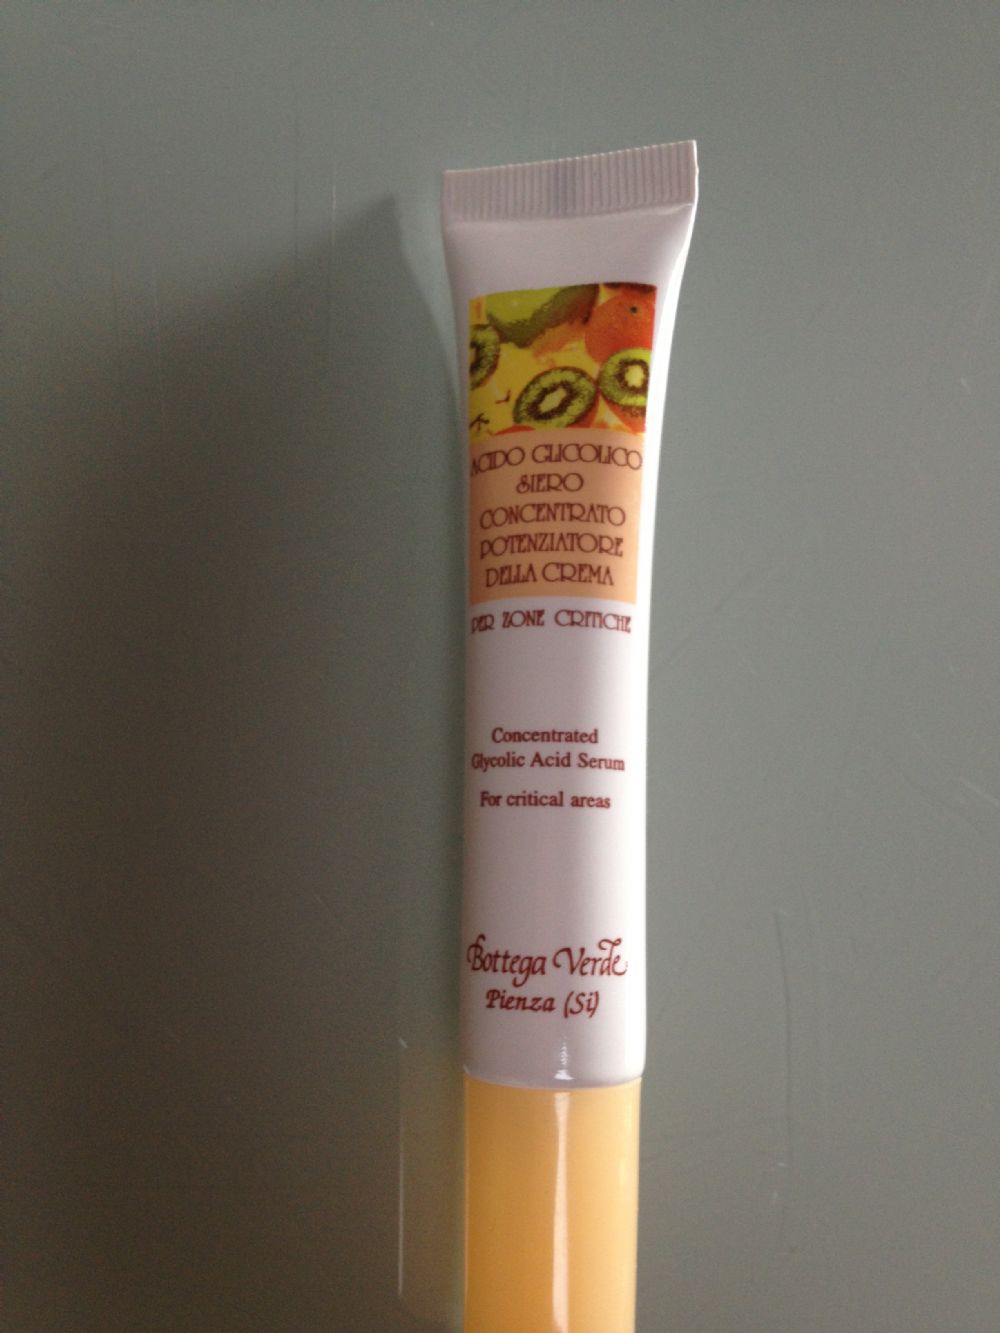 ACIDO GLICOLICO
SIERO
CONCENTRATO
POTENZIATORE
DELLA CREMA
PER ZONE CRITICHE
Concentrated
Glycolic Acid Serum
For critical areas
Bottega Verde
Pienza (Si)